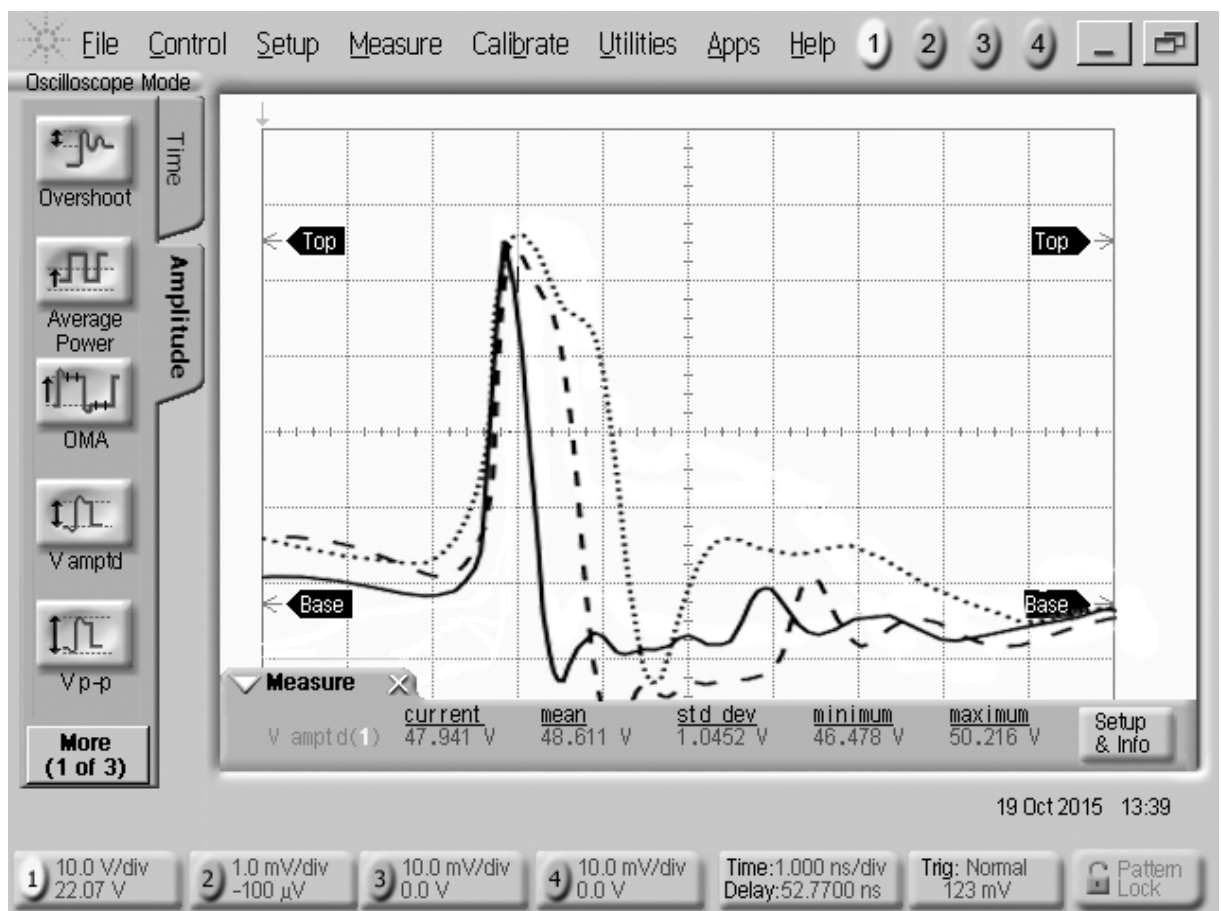 File Control Setup Measure Calibrate Utilities Apps Help 1 2 3 4
Oscilloscope Mode
Time
Amplitude
Overshoot
Average
Power
OMA
V amptd
V p-p
More
(1 of 3)
Top
Top
Base
Base
Measure
current mean std dev minimum maximum
V amptd(1) 47.941 V 48.611 V 1.0452 V 46.478 V 50.216 V
Setup
& Info
19 Oct 2015 13:39
1 10.0 V/div
22.07 V
2 1.0 mV/div
-100 µV
3 10.0 mV/div
0.0 V
4 10.0 mV/div
0.0 V
Time:1.000 ns/div
Delay:52.7700 ns
Trig: Normal
123 mV
Pattern
Lock